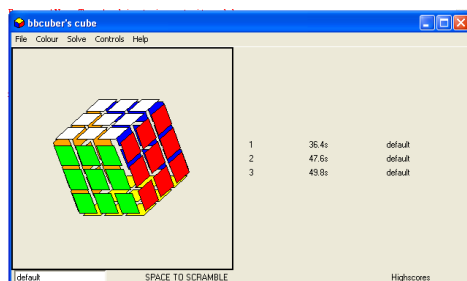 bbcuber's cube
File Colour Solve Controls Help
1 36.4s default
2 47.6s default
3 49.8s default
default SPACE TO SCRAMBLE Highscores